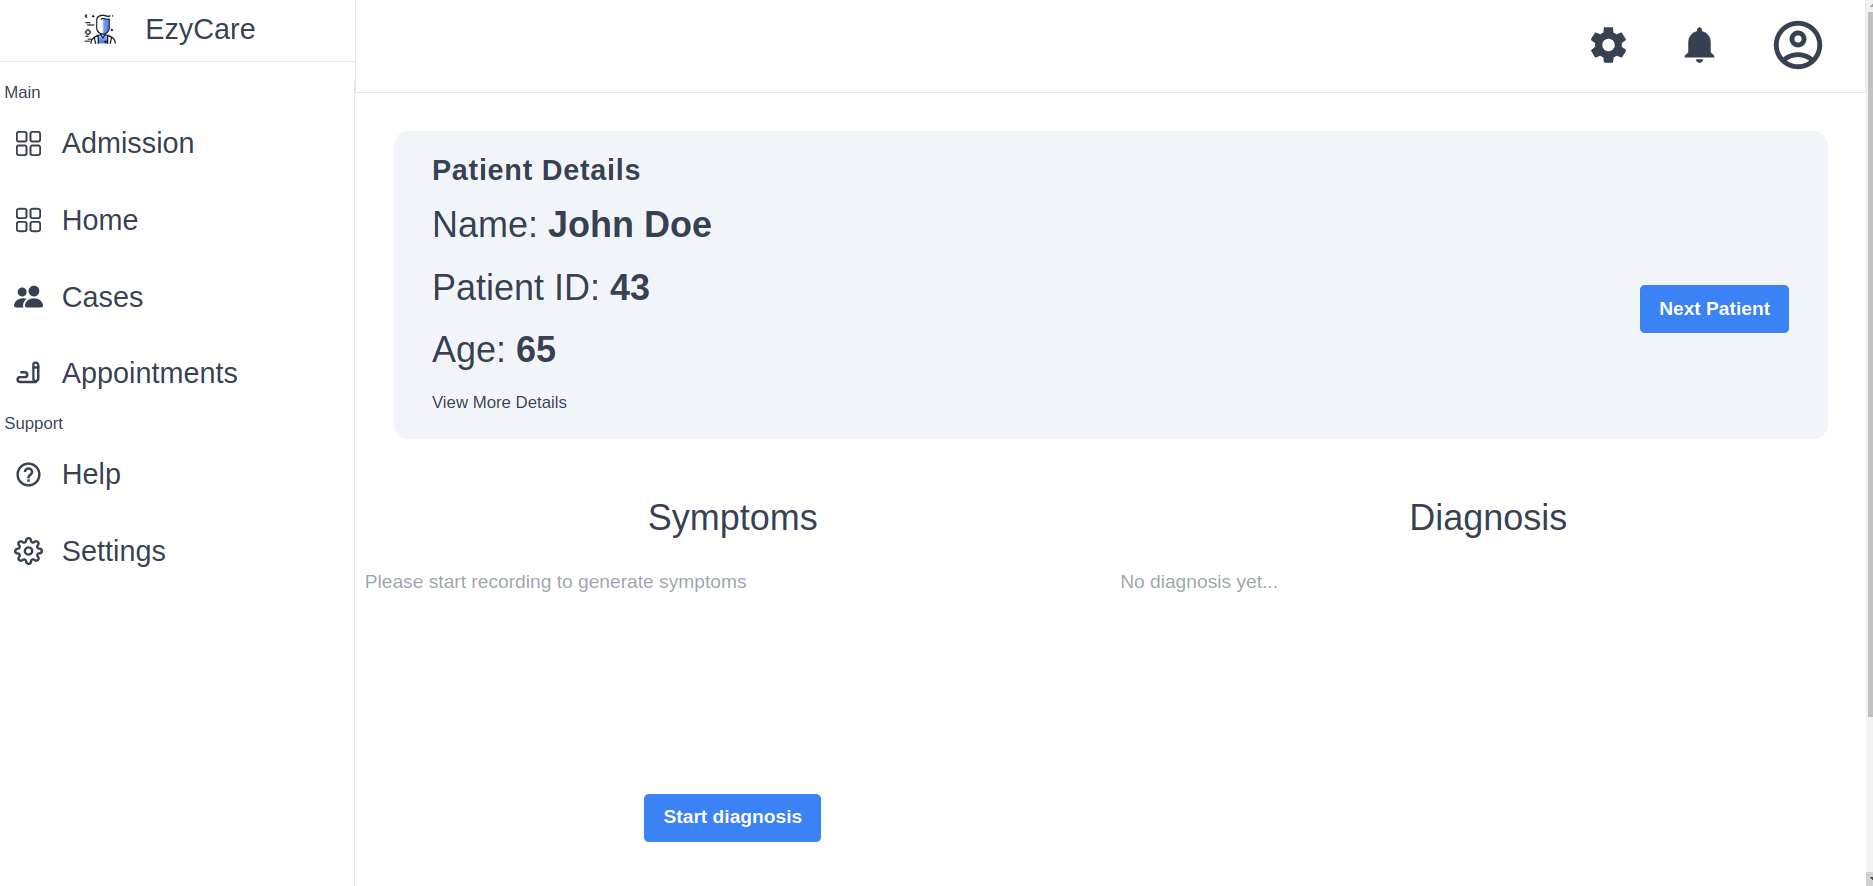 EzyCare
Main
Admission
Home
Cases
Appointments
Support
Help
Settings
Patient Details
Name: John Doe
Patient ID: 43
Age: 65
View More Details
Next Patient
Symptoms
Please start recording to generate symptoms
Start diagnosis
Diagnosis
No diagnosis yet...